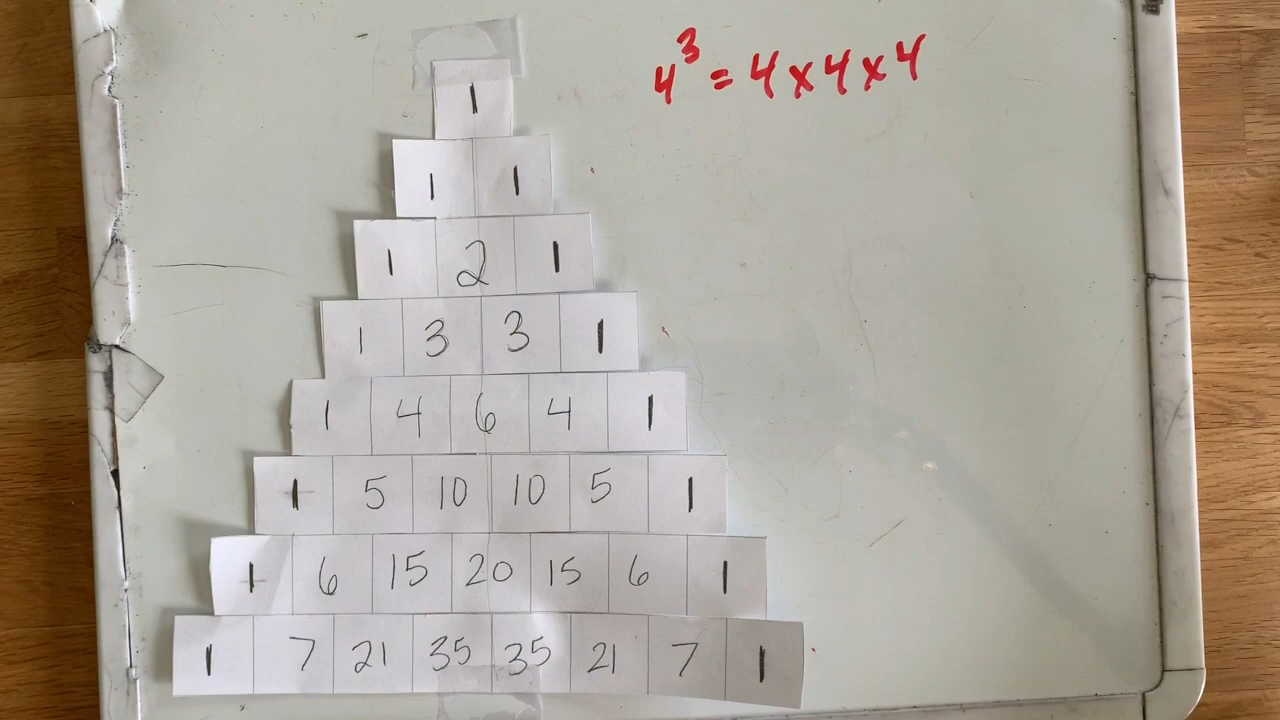 4³ = 4 x 4 x 4
1
1 1
1 2 1
1 3 3 1
1 4 6 4 1
1 5 10 10 5 1
1 6 15 20 15 6 1
1 7 21 35 35 21 7 1